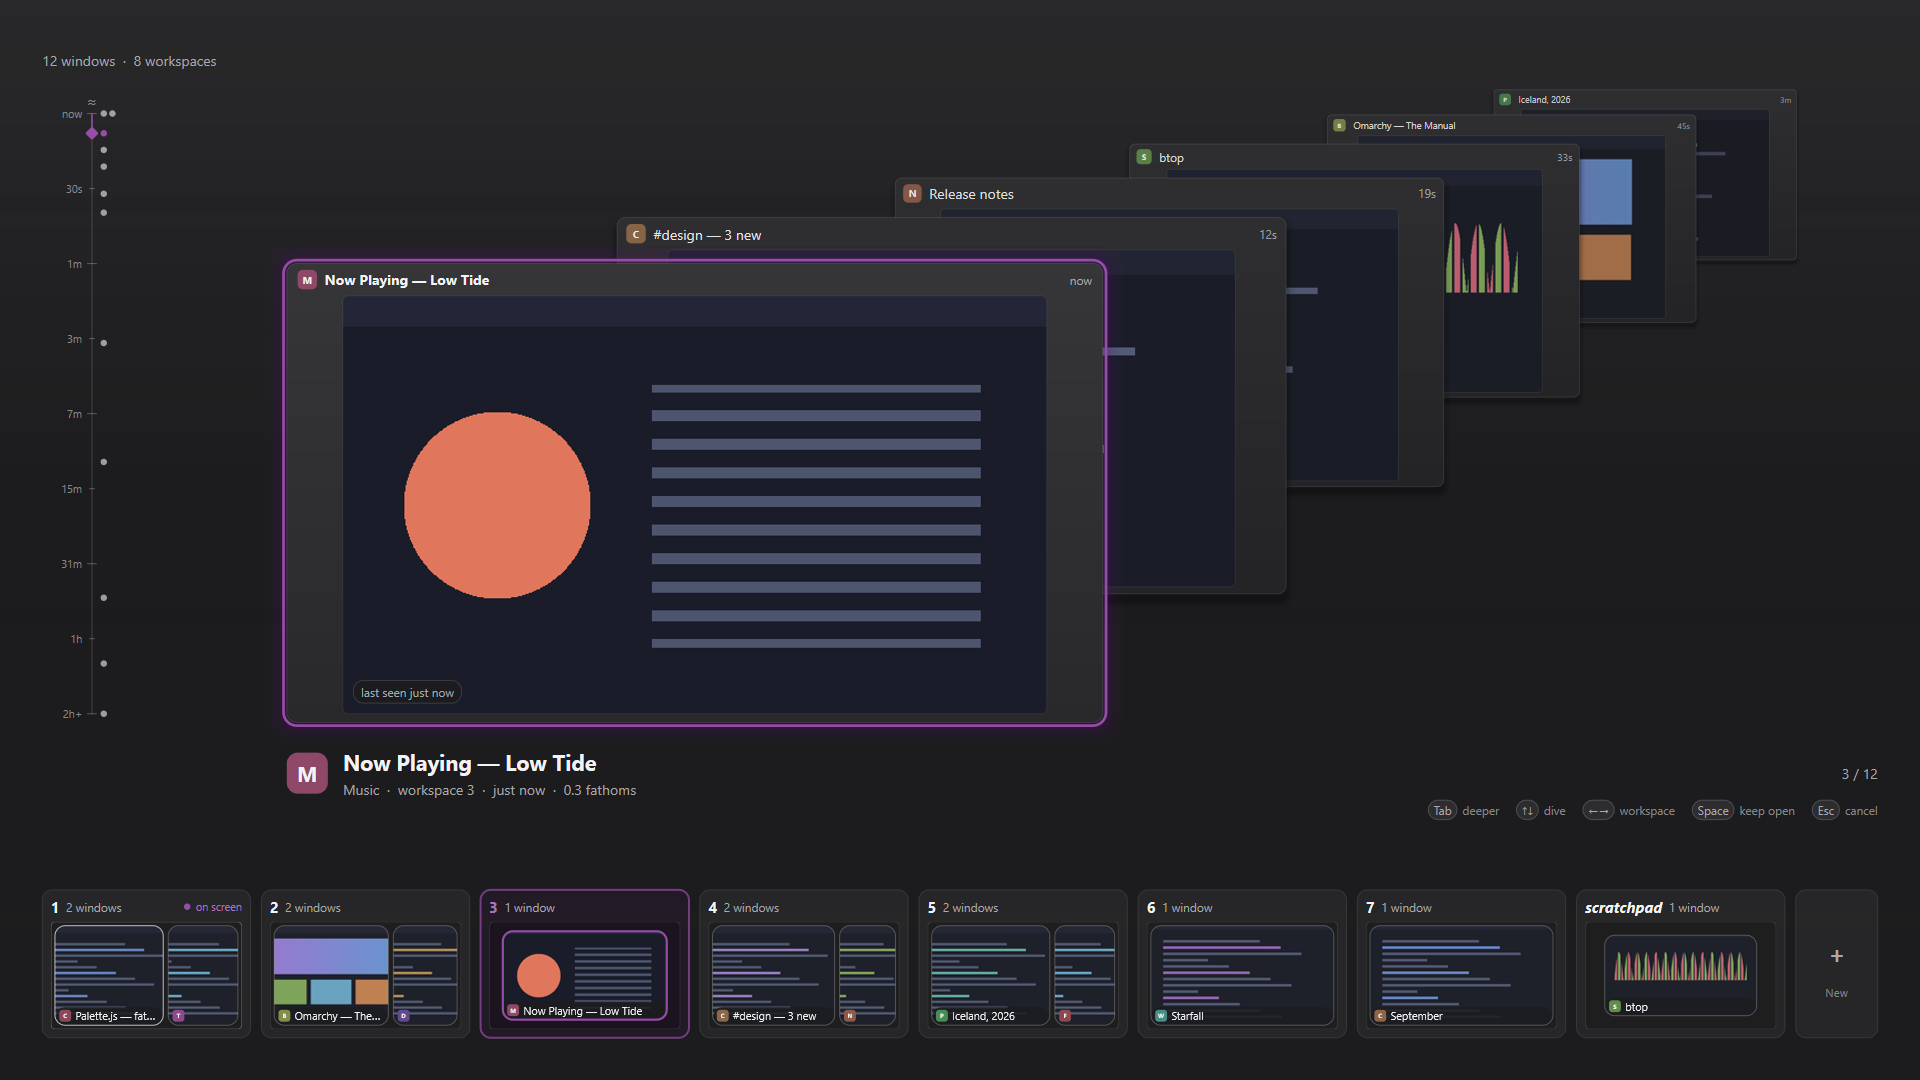 12 windows · 8 workspaces
≈
now
30s
1m
3m
7m
15m
31m
1h
2h+
P Iceland, 2026 3m
B Omarchy — The Manual 45s
S btop 33s
N Release notes 19s
C #design — 3 new 12s
M Now Playing — Low Tide now
last seen just now
M Now Playing — Low Tide
Music · workspace 3 · just now · 0.3 fathoms
3 / 12
Tab deeper ↑↓ dive ←→ workspace Space keep open Esc cancel
1 2 windows on screen
C Palette.js — fat... T
2 2 windows
B Omarchy — The... D
3 1 window
M Now Playing — Low Tide
4 2 windows
C #design — 3 new N
5 2 windows
P Iceland, 2026 F
6 1 window
W Starfall
7 1 window
C September
scratchpad 1 window
S btop
+
New